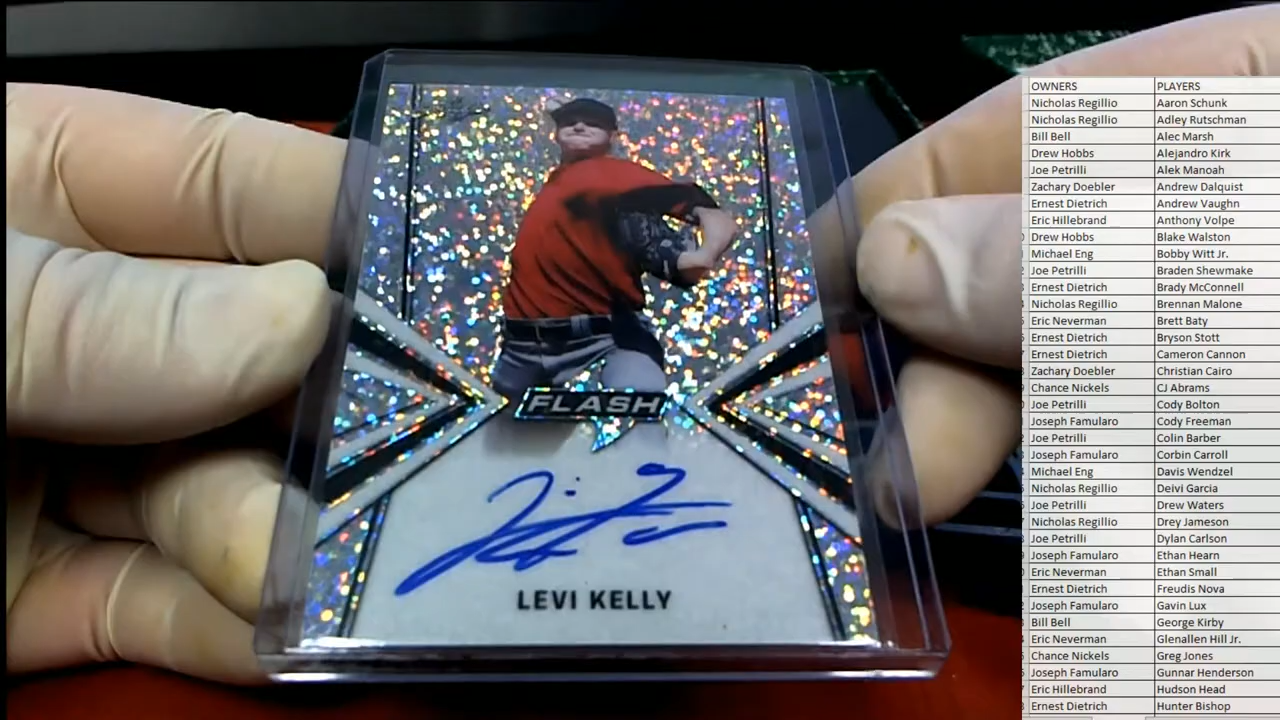 FLASH
LEVI KELLY
OWNERS PLAYERS
Nicholas Regillio Aaron Schunk
Nicholas Regillio Adley Rutschman
Bill Bell Alec Marsh
Drew Hobbs Alejandro Kirk
Joe Petrilli Alek Manoah
Zachary Doebler Andrew Dalquist
Ernest Dietrich Andrew Vaughn
Eric Hillebrand Anthony Volpe
Drew Hobbs Blake Walston
Michael Eng Bobby Witt Jr.
Joe Petrilli Braden Shewmake
Ernest Dietrich Brady McConnell
Nicholas Regillio Brennan Malone
Eric Neverman Brett Baty
Ernest Dietrich Bryson Stott
Ernest Dietrich Cameron Cannon
Zachary Doebler Christian Cairo
Chance Nickels CJ Abrams
Joe Petrilli Cody Bolton
Joseph Famularo Cody Freeman
Joe Petrilli Colin Barber
Joseph Famularo Corbin Carroll
Michael Eng Davis Wendzel
Nicholas Regillio Deivi Garcia
Joe Petrilli Drew Waters
Nicholas Regillio Drey Jameson
Joe Petrilli Dylan Carlson
Joseph Famularo Ethan Hearn
Eric Neverman Ethan Small
Ernest Dietrich Freudis Nova
Joseph Famularo Gavin Lux
Bill Bell George Kirby
Eric Neverman Glenallen Hill Jr.
Chance Nickels Greg Jones
Joseph Famularo Gunnar Henderson
Eric Hillebrand Hudson Head
Ernest Dietrich Hunter Bishop